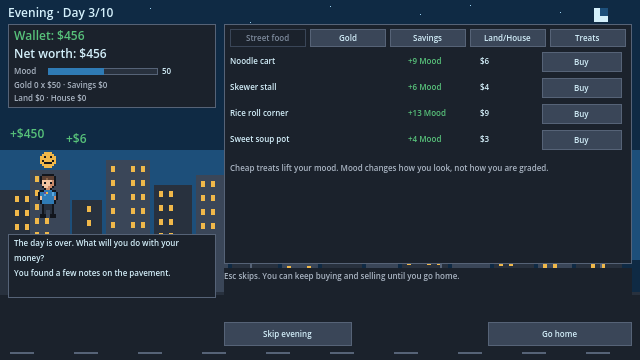 Evening · Day 3/10
Wallet: $456
Net worth: $456
Mood 50
Gold 0 x $50 · Savings $0
Land $0 · House $0
+$450
+$6
The day is over. What will you do with your
money?
You found a few notes on the pavement.
Street food Gold Savings Land/House Treats
Noodle cart +9 Mood $6 Buy
Skewer stall +6 Mood $4 Buy
Rice roll corner +13 Mood $9 Buy
Sweet soup pot +4 Mood $3 Buy
Cheap treats lift your mood. Mood changes how you look, not how you are graded.
Esc skips. You can keep buying and selling until you go home.
Skip evening Go home